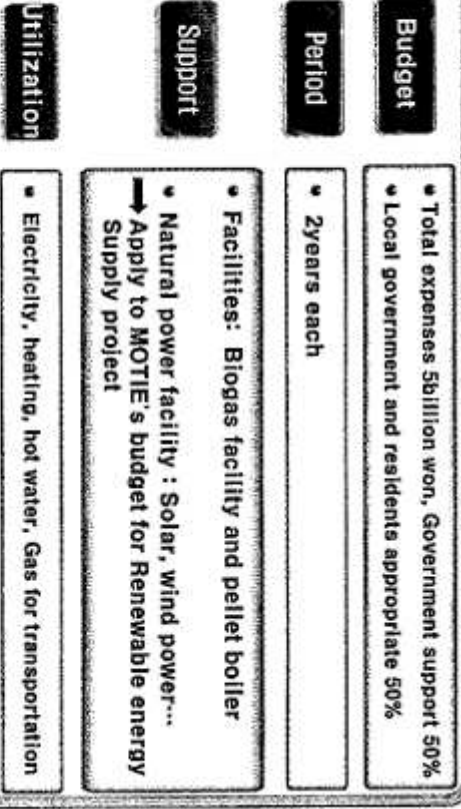 Budget
• Total expenses 5billion won, Government support 50%
• Local government and residents appropriate 50%
Period
• 2years each
Support
• Facilities: Biogas facility and pellet boiler
• Natural power facility : Solar, wind power…
➡ Apply to MOTIE's budget for Renewable energy
Supply project
Utilization
• Electricity, heating, hot water, Gas for transportation